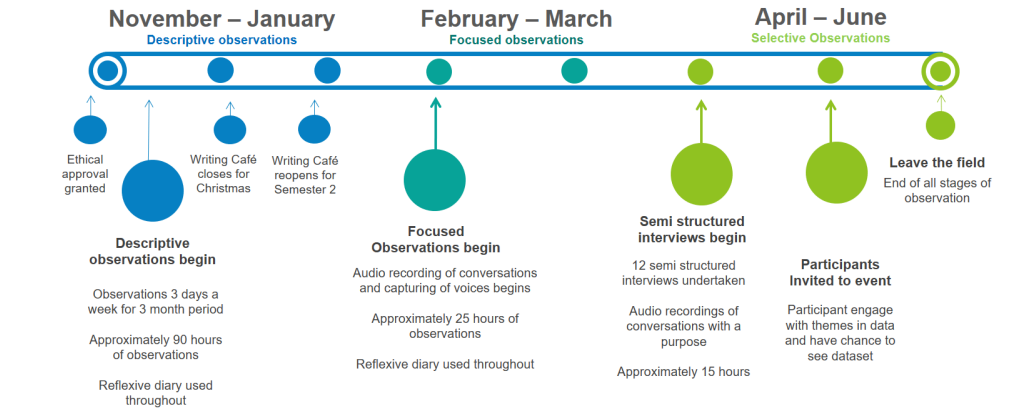 November – January
Descriptive observations
February – March
Focused observations
April – June
Selective Observations
Ethical
approval
granted
Descriptive
observations begin
Observations 3 days a
week for 3 month period
Approximately 90 hours
of observations
Reflexive diary used
throughout
Writing Café
closes for
Christmas
Writing Café
reopens for
Semester 2
Focused
Observations begin
Audio recording of conversations
and capturing of voices begins
Approximately 25 hours of
observations
Reflexive diary used throughout
Semi structured
interviews begin
12 semi structured
interviews undertaken
Audio recordings of
conversations with a
purpose
Approximately 15 hours
Participants
Invited to event
Participant engage
with themes in data
and have chance to
see dataset
Leave the field
End of all stages of
observation